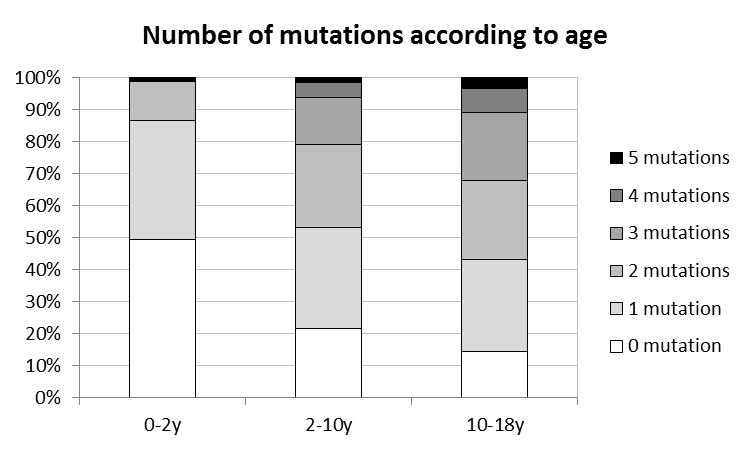 Number of mutations according to age
100%
90%
80%
70%
60%
50%
40%
30%
20%
10%
0%
0-2y
2-10y
10-18y
5 mutations
4 mutations
3 mutations
2 mutations
1 mutation
0 mutation